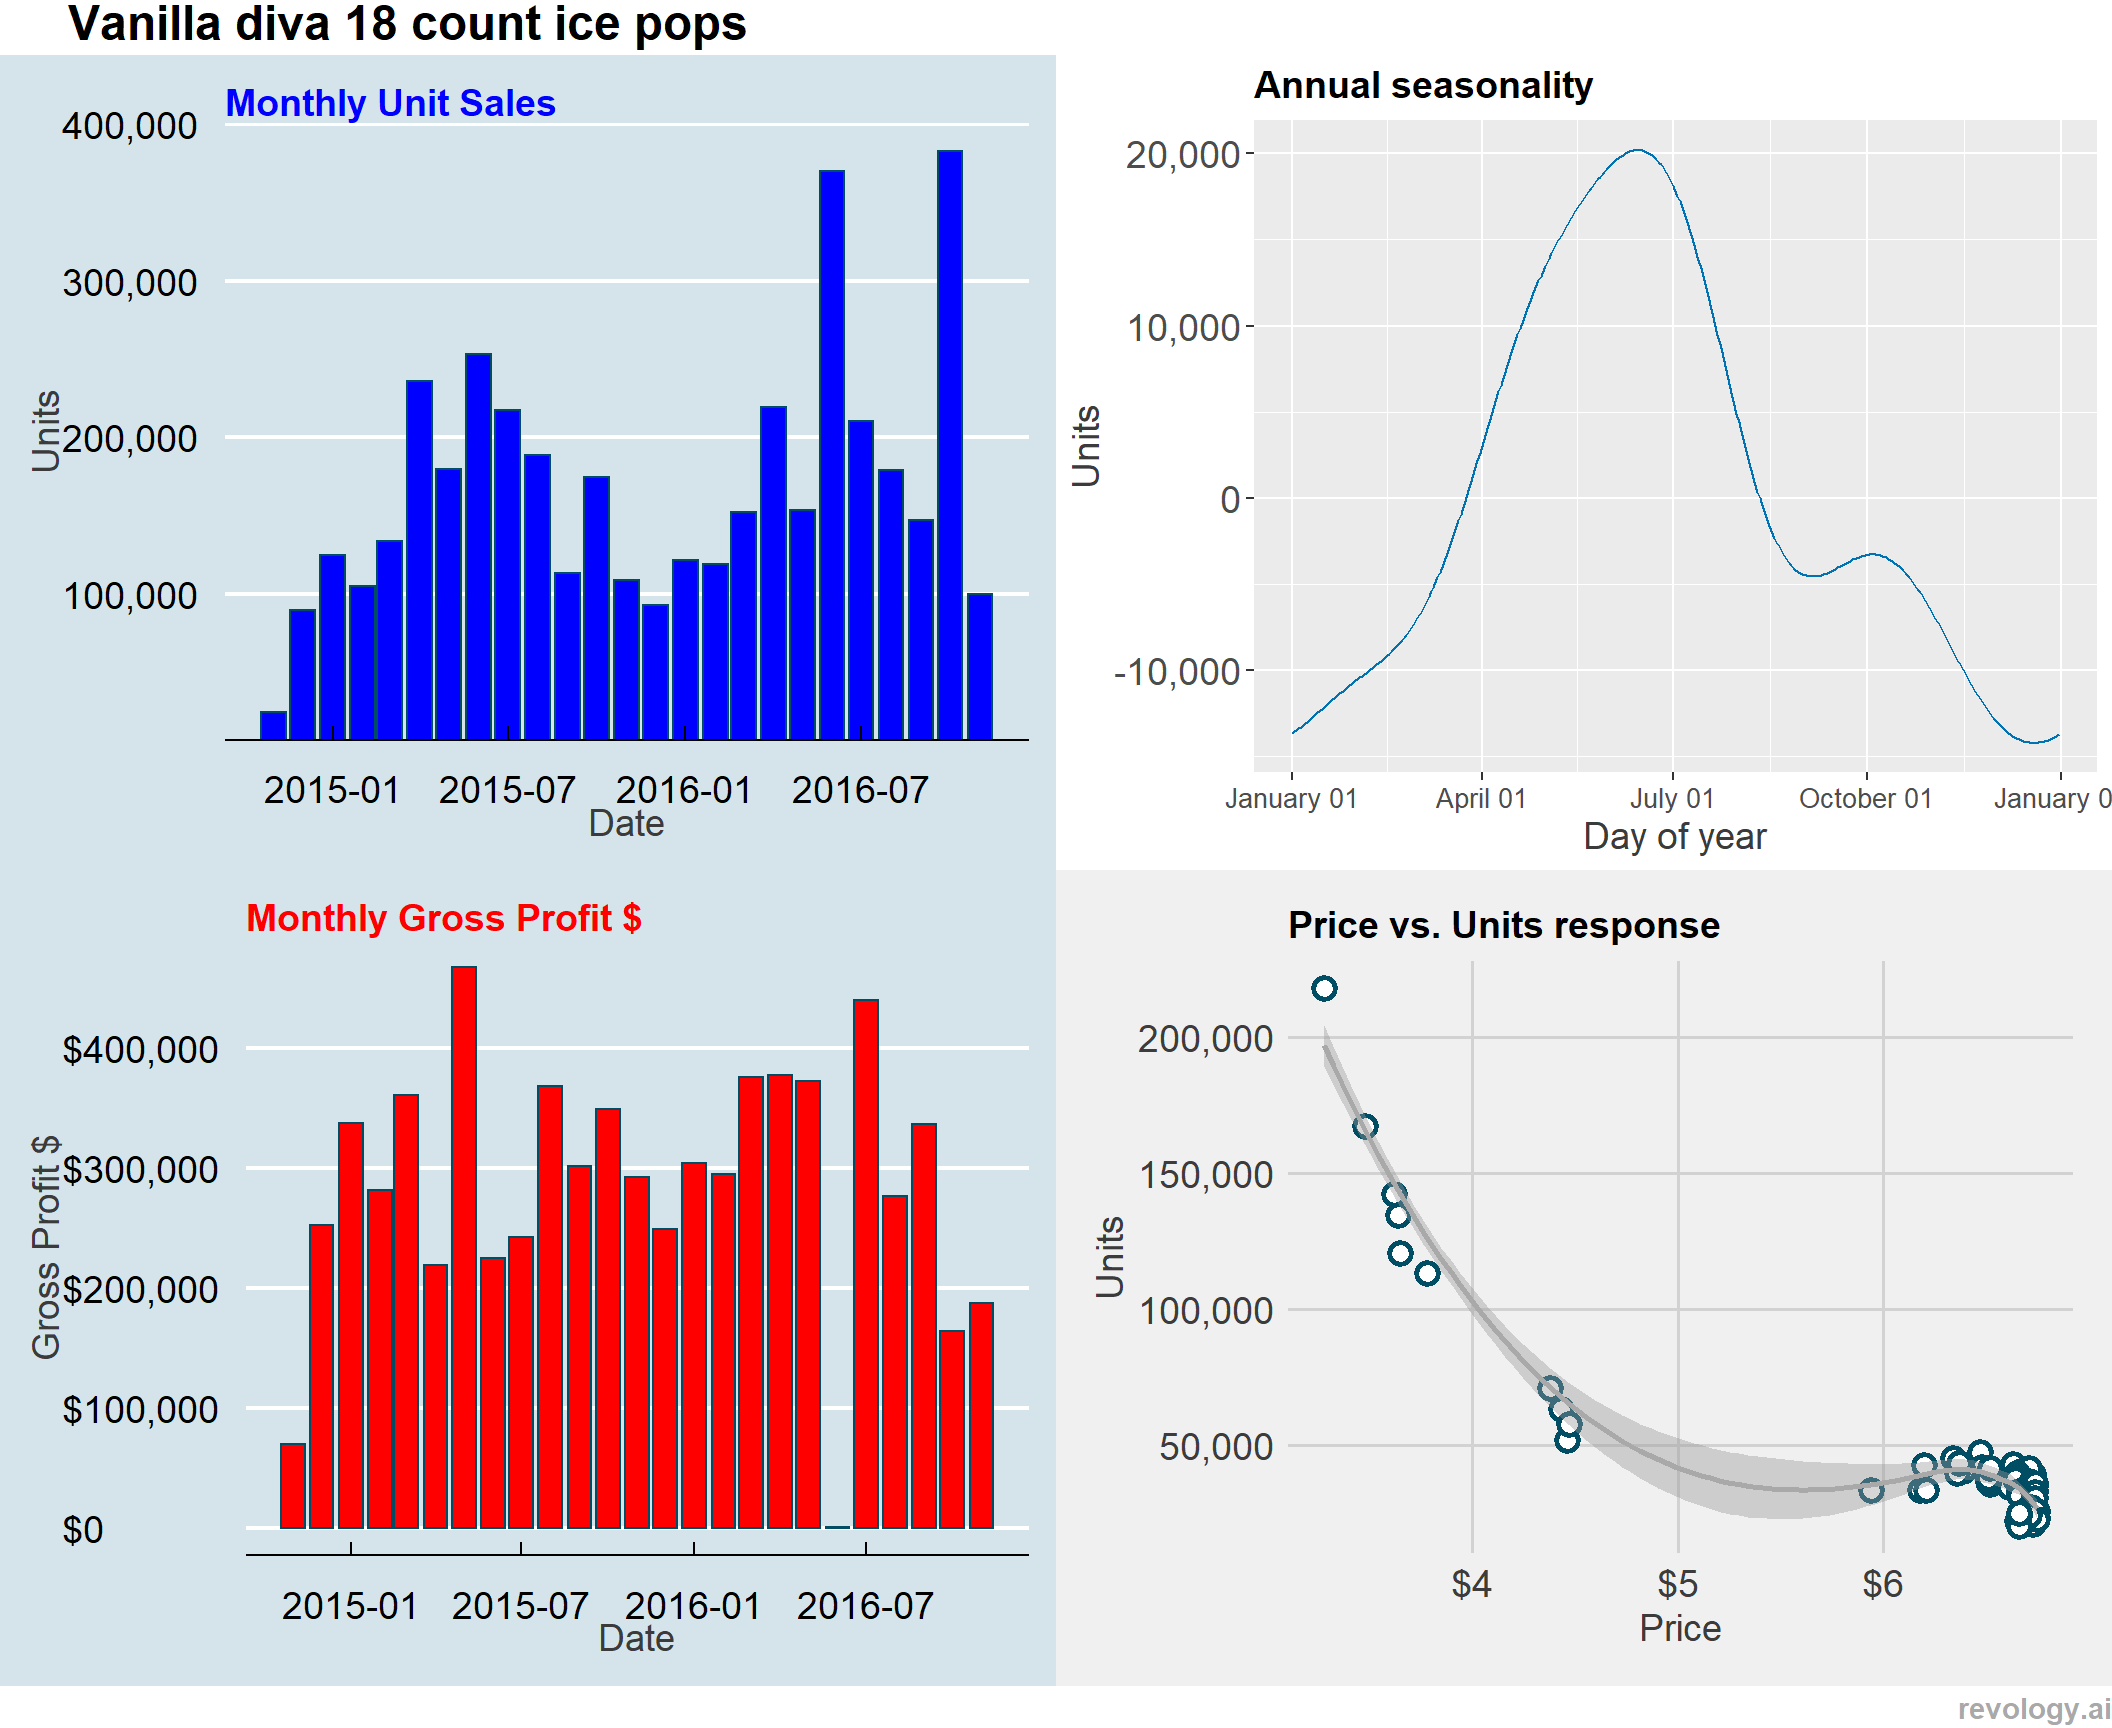 Vanilla diva 18 count ice pops
Monthly Unit Sales
400,000
300,000
200,000
100,000
Units
2015-01 2015-07 2016-01 2016-07
Date
Annual seasonality
20,000
10,000
0
-10,000
Units
January 01 April 01 July 01 October 01 January 0
Day of year
Monthly Gross Profit $
$400,000
$300,000
$200,000
$100,000
$0
Gross Profit $
2015-01 2015-07 2016-01 2016-07
Date
Price vs. Units response
200,000
150,000
100,000
50,000
Units
$4 $5 $6
Price
revology.ai